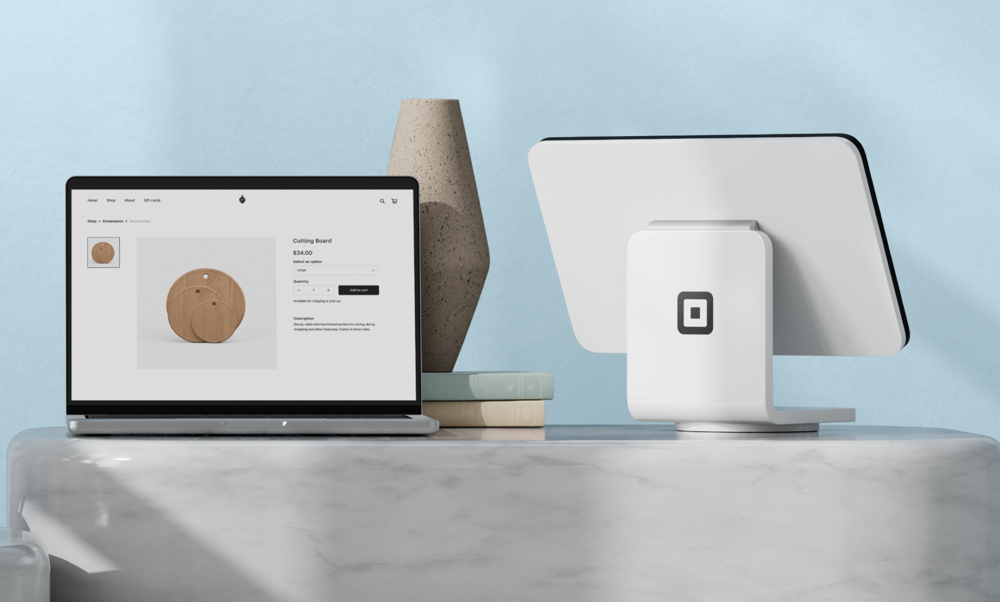 Home Shop About Gift cards
Shop > Homewares > Accessories
Cutting Board
$34.00
Select an option
Large
Quantity
— 1 + Add to cart
Available for shipping or pick-up.
Description
Sturdy, solid oiled beechwood perfect for slicing, dicing,
chopping and other food prep. Comes in three sizes.